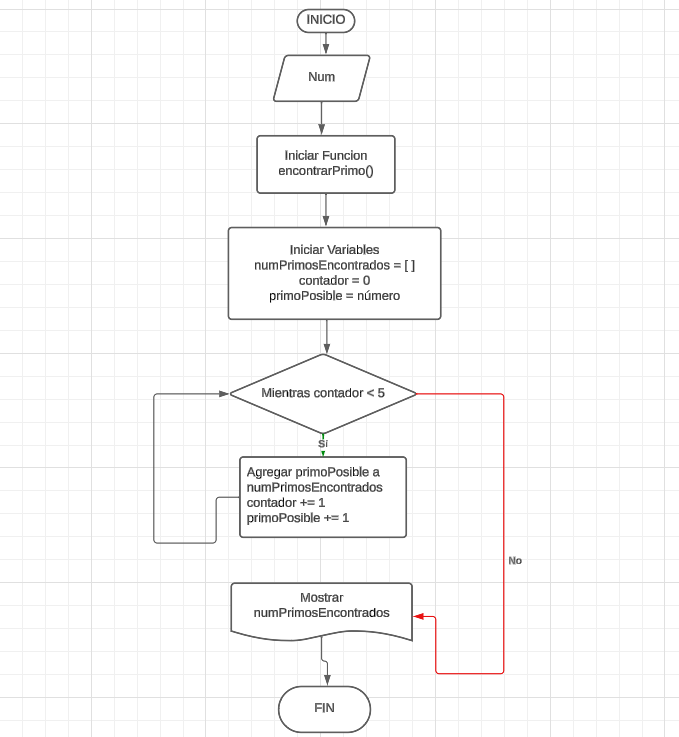 INICIO
Num
Iniciar Funcion
encontrarPrimo()
Iniciar Variables
numPrimosEncontrados = [ ]
contador = 0
primoPosible = número
Mientras contador < 5
Sí
Agregar primoPosible a
numPrimosEncontrados
contador += 1
primoPosible += 1
No
Mostrar
numPrimosEncontrados
FIN